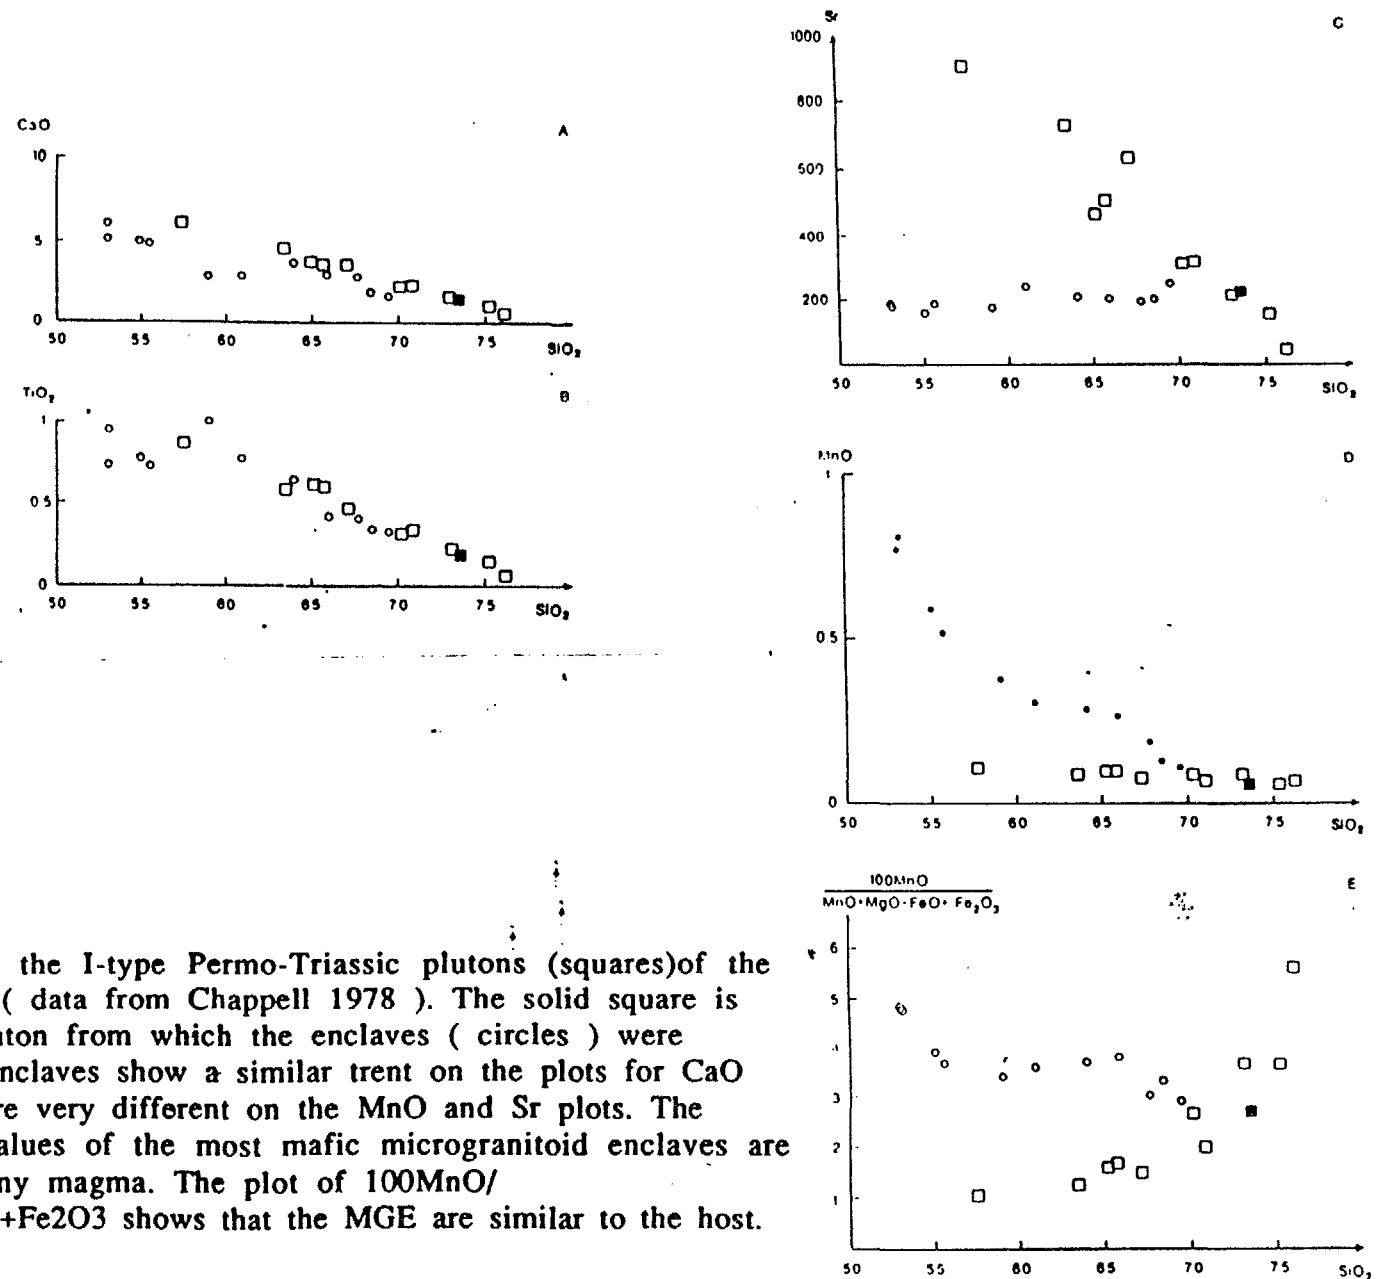 CaO
A
10
5
0
50
55
60
65
70
75
SiO₂
TiO₂
B
1
0.5
0
50
55
60
65
70
75
SiO₂
Sr
C
1000
800
500
400
200
50
55
60
65
70
75
SiO₂
MnO
D
1
0.5
0
50
55
60
65
70
75
SiO₂
100MnO
MnO+MgO+FeO+Fe₂O₃
E
6
5
4
3
2
1
50
55
60
65
70
75
SiO₂
the I-type Permo-Triassic plutons (squares)of the
( data from Chappell 1978 ). The solid square is
from which the enclaves ( circles ) were
show a similar trent on the plots for CaO
very different on the MnO and Sr plots. The
of the most mafic microgranitoid enclaves are
magma. The plot of 100MnO/
+Fe2O3 shows that the MGE are similar to the host.